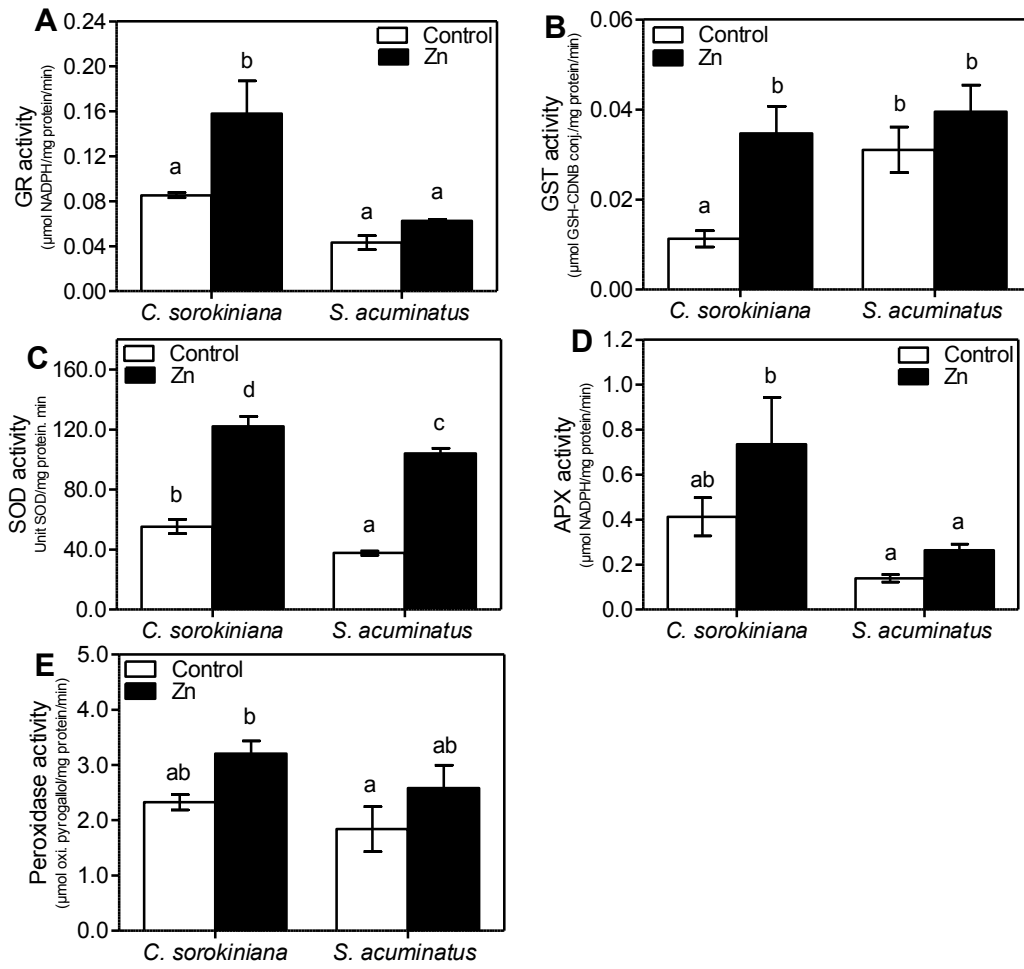 A
GR activity
(µmol NADPH/mg protein/min)
0.24
0.20
0.16
0.12
0.08
0.04
0.00
Control
Zn
a
b
a
a
C. sorokiniana
S. acuminatus
B
GST activity
(µmol GSH-CDNB conj./mg protein/min)
0.06
0.04
0.02
0.00
Control
Zn
a
b
b
b
C. sorokiniana
S. acuminatus
C
SOD activity
Unit SOD/mg protein. min
160.0
120.0
80.0
40.0
0.0
Control
Zn
b
d
a
c
C. sorokiniana
S. acuminatus
D
APX activity
(µmol NADPH/mg protein/min)
1.2
1.0
0.8
0.6
0.4
0.2
0.0
Control
Zn
ab
b
a
a
C. sorokiniana
S. acuminatus
E
Peroxidase activity
(µmol oxi. pyrogallol/mg protein/min)
5.0
4.0
3.0
2.0
1.0
0.0
Control
Zn
ab
b
a
ab
C. sorokiniana
S. acuminatus